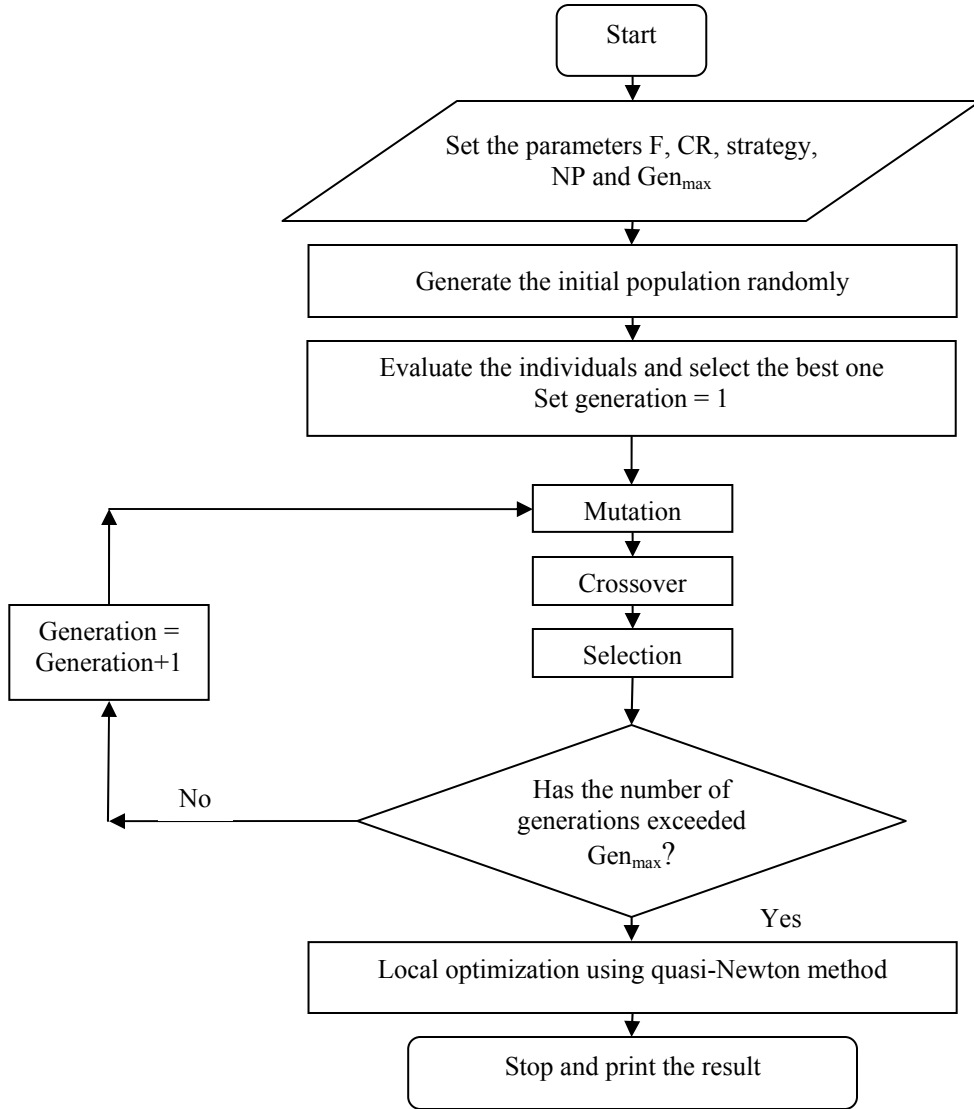 Start
Set the parameters F, CR, strategy,
NP and Genmax
Generate the initial population randomly
Evaluate the individuals and select the best one
Set generation = 1
Mutation
Crossover
Selection
Generation =
Generation+1
No
Has the number of
generations exceeded
Genmax?
Yes
Local optimization using quasi-Newton method
Stop and print the result